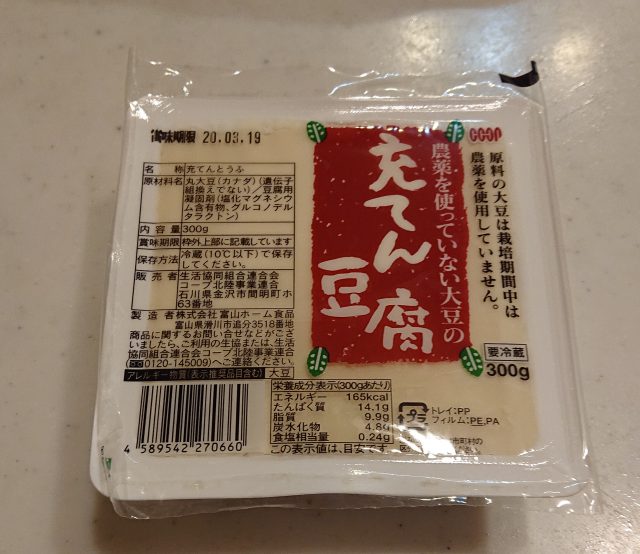 賞味期限 20.03.19
名 称 充てんとうふ
原材料名 丸大豆(カナダ)(遺伝子
組換えでない)/豆腐用
凝固剤(塩化マグネシウ
ム含有物、グルコノデル
タラクトン)
内 容 量 300g
賞味期限 枠外上部に記載しています
保存方法 冷蔵(10℃以下)で保存
してください。
販 売 者 生活協同組合連合会
コープ北陸事業連合
石川県金沢市間明町ホ
63番地
製 造 者 株式会社富山ホーム食品
富山県滑川市追分3518番地
商品に関するお問い合せなどがござ
いましたら、ご利用の生協または、生活
協同組合連合会コープ北陸事業連合
(0120-145009)へご連絡ください。
アレルギー物質(表示推奨品目含む) 大豆
4 589542 270660
栄養成分表示(300gあたり)
エネルギー 165kcal
たんぱく質 14.1g
脂質 9.9g
炭水化物 4.8g
食塩相当量 0.24g
この表示値は、目安です。
農薬を使っていない大豆の
充てん豆腐
COOP
原料の大豆は栽培期間中は
農薬を使用していません。
要冷蔵
300g
プラ
トレイ:PP
フィルム:PE,PA
市町村の